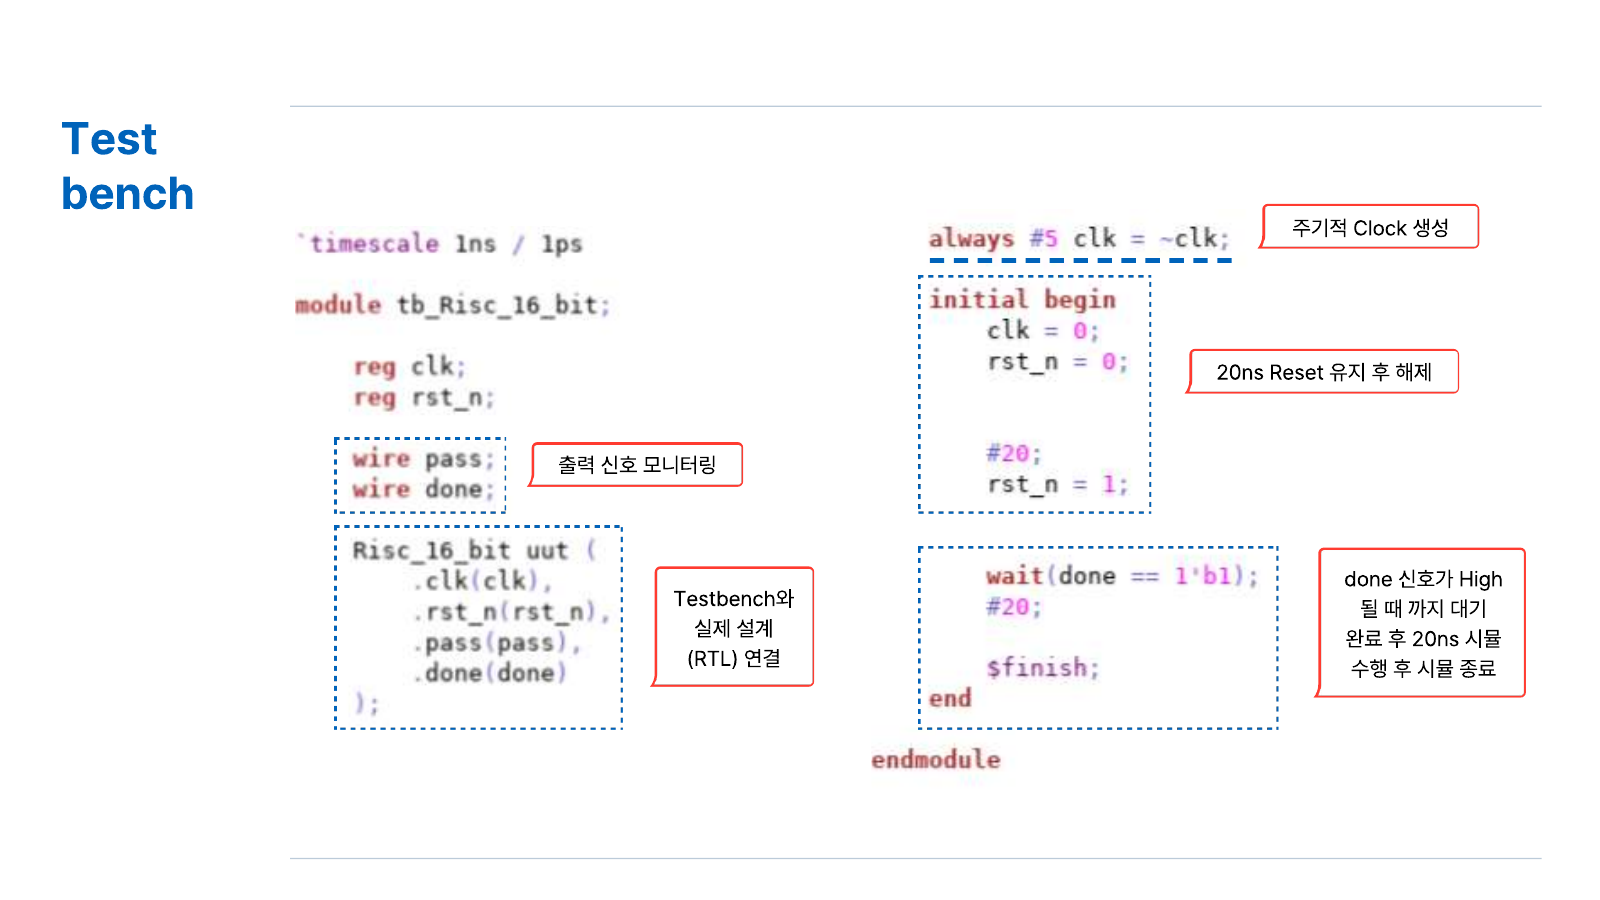 Test
bench
`timescale 1ns / 1ps
module tb_Risc_16_bit;
reg clk;
reg rst_n;
wire pass;
wire done;
출력 신호 모니터링
Risc_16_bit uut (
.clk(clk),
.rst_n(rst_n),
.pass(pass),
.done(done)
);
Testbench와
실제 설계
(RTL) 연결
always #5 clk = ~clk;
주기적 Clock 생성
initial begin
clk = 0;
rst_n = 0;
#20;
rst_n = 1;
20ns Reset 유지 후 해제
wait(done == 1'b1);
#20;
$finish;
end
done 신호가 High
될 때 까지 대기
완료 후 20ns 시뮬
수행 후 시뮬 종료
endmodule